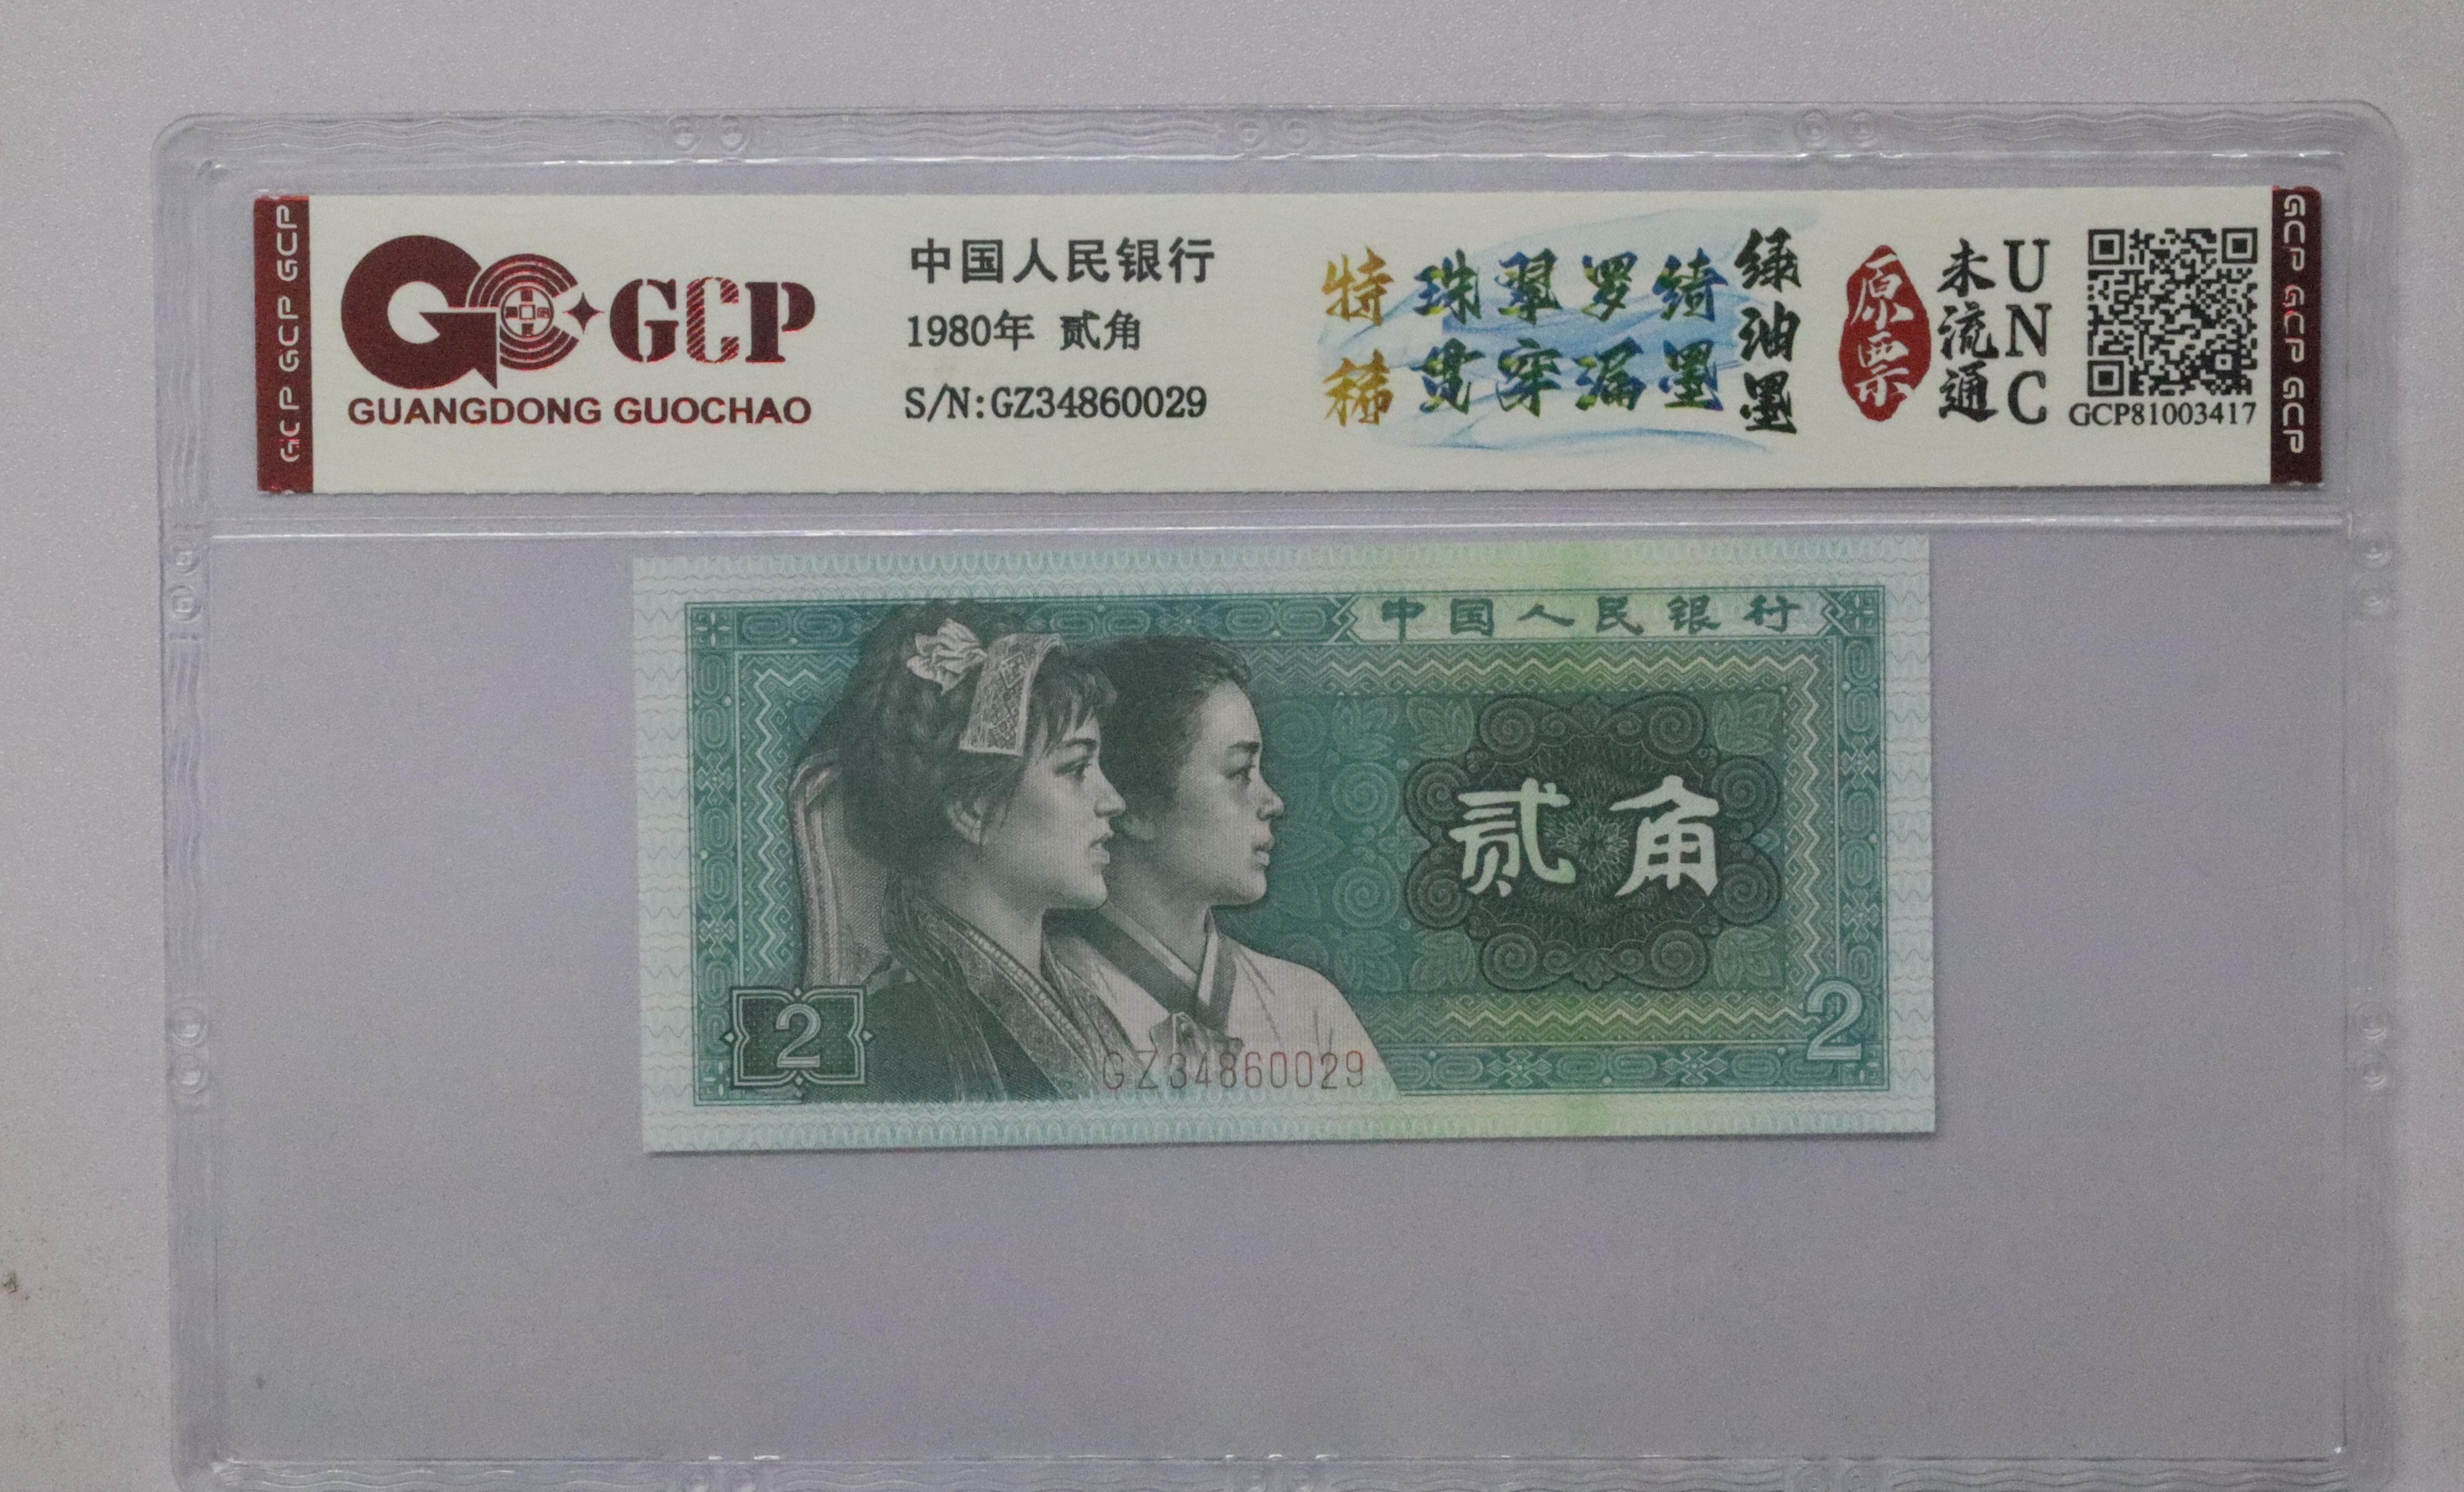 GCP GCP GCP
GCP
GUANGDONG GUOCHAO
中国人民银行
1980年 贰角
S/N:GZ34860029
特稀
珠翠罗绮
贯穿漏墨
绿油墨
原票
未流通
UNC
GCP81003417
GCP GCP GCP
中国人民银行
贰角
2
2
GZ34860029